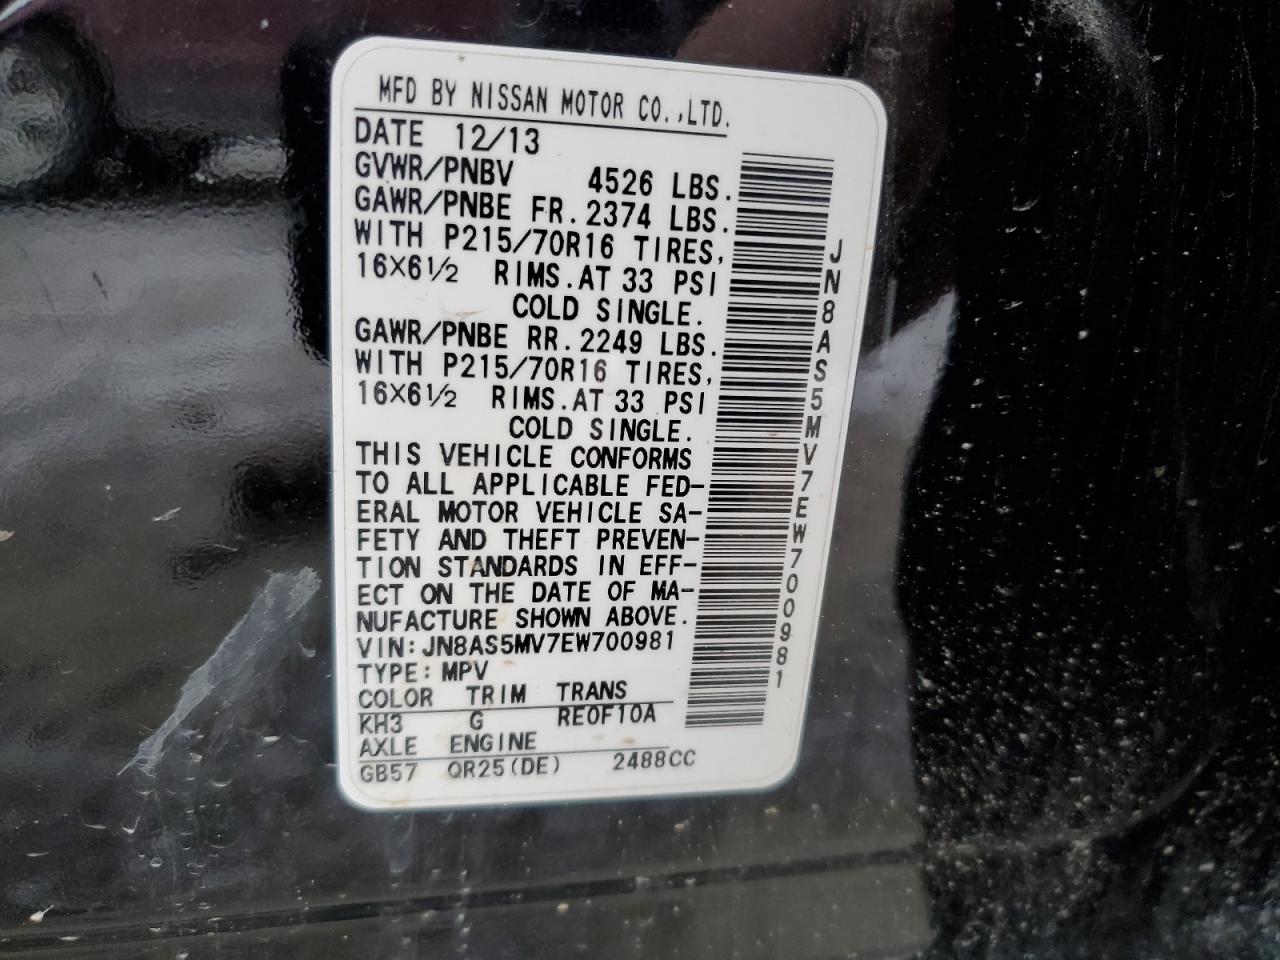 MFD BY NISSAN MOTOR CO.,LTD.
DATE 12/13
GVWR/PNBV 4526 LBS.
GAWR/PNBE FR.2374 LBS.
WITH P215/70R16 TIRES,
16×6½ RIMS.AT 33 PSI
COLD SINGLE.
GAWR/PNBE RR.2249 LBS.
WITH P215/70R16 TIRES,
16×6½ RIMS.AT 33 PSI
COLD SINGLE.
THIS VEHICLE CONFORMS
TO ALL APPLICABLE FED-
ERAL MOTOR VEHICLE SA-
FETY AND THEFT PREVEN-
TION STANDARDS IN EFF-
ECT ON THE DATE OF MA-
NUFACTURE SHOWN ABOVE.
VIN:JN8AS5MV7EW700981
TYPE:MPV
COLOR TRIM TRANS
KH3 G RE0F10A
AXLE ENGINE
GB57 QR25(DE) 2488CC
JN8AS5MV7EW700981